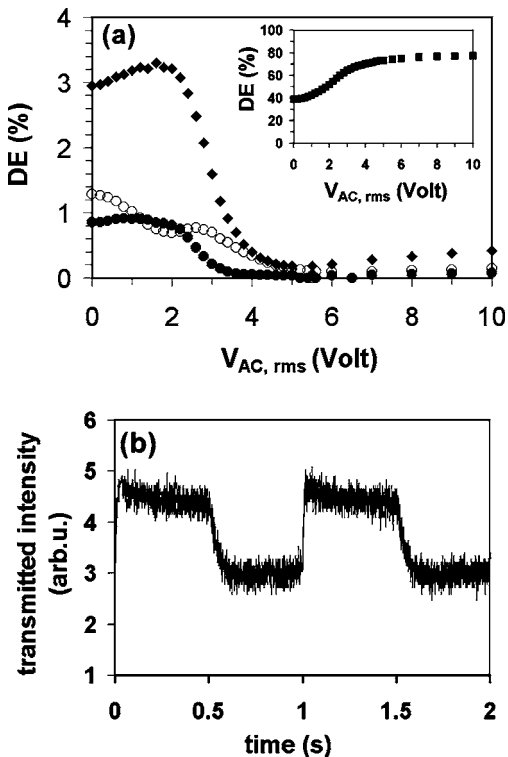 (a)
DE (%)
4
3
2
1
0
0 2 4 6 8 10
V_AC, rms (Volt)
DE (%)
100
80
60
40
20
0
0 2 4 6 8 10
V_AC, rms (Volt)
(b)
transmitted intensity
(arb.u.)
6
5
4
3
2
1
0 0.5 1 1.5 2
time (s)